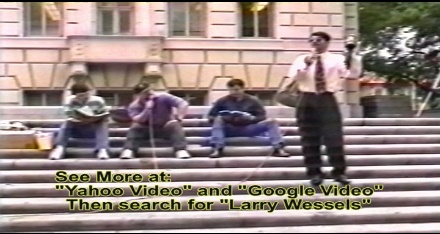 See More at:
"Yahoo Video" and "Google Video"
Then search for "Larry Wessels"